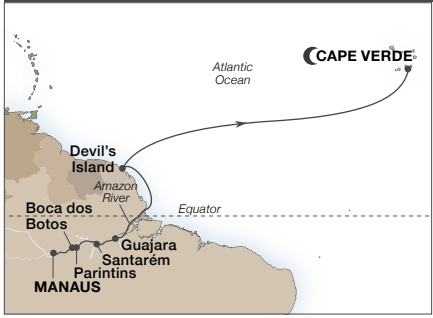 CAPE VERDE
Atlantic
Ocean
Devil's
Island
Amazon
River
Boca dos
Botos
Equator
Guajara
Santarém
Parintins
MANAUS